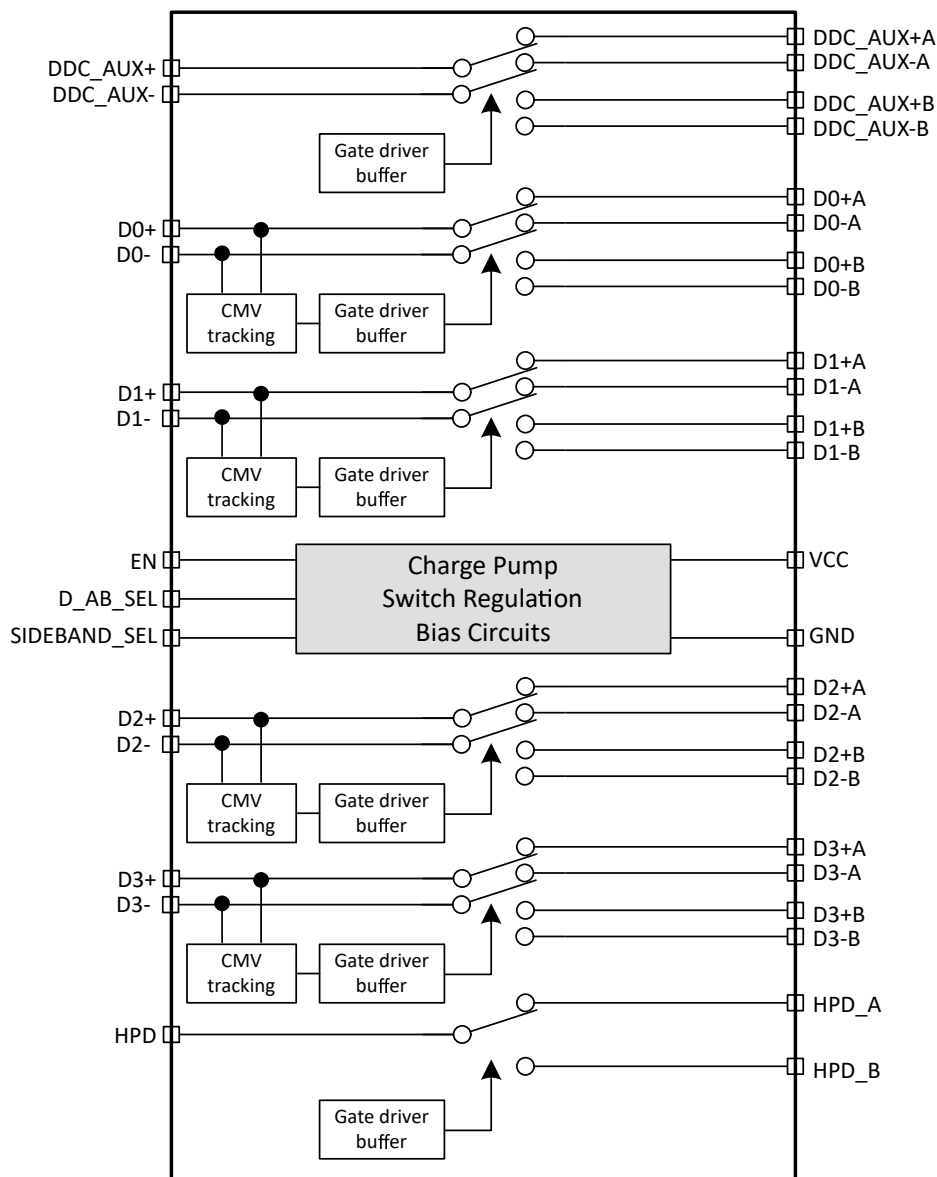 DDC_AUX+A
DDC_AUX-A
DDC_AUX+
DDC_AUX-
DDC_AUX+B
DDC_AUX-B
Gate driver
buffer
D0+A
D0-A
D0+
D0-
D0+B
D0-B
CMV
tracking
Gate driver
buffer
D1+A
D1-A
D1+
D1-
D1+B
D1-B
CMV
tracking
Gate driver
buffer
EN
D_AB_SEL
SIDEBAND_SEL
Charge Pump
Switch Regulation
Bias Circuits
VCC
GND
D2+A
D2-A
D2+
D2-
D2+B
D2-B
CMV
tracking
Gate driver
buffer
D3+A
D3-A
D3+
D3-
D3+B
D3-B
CMV
tracking
Gate driver
buffer
HPD_A
HPD
HPD_B
Gate driver
buffer